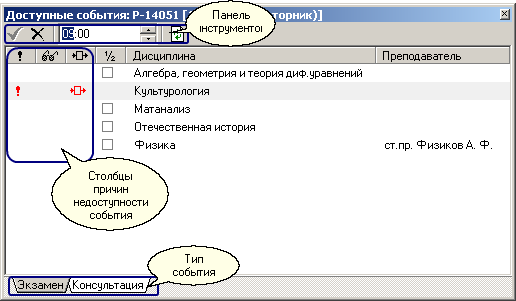 Доступные события: Р-14051 [ торник)]
Панель
инструментов
09:00
! ½ Дисциплина Преподаватель
Алгебра, геометрия и теория диф.уравнений
! Культурология
Матанализ
Отечественная история
Физика ст.пр. Физиков А. Ф.
Столбцы
причин
недоступности
события
Тип
события
Экзамен Консультация